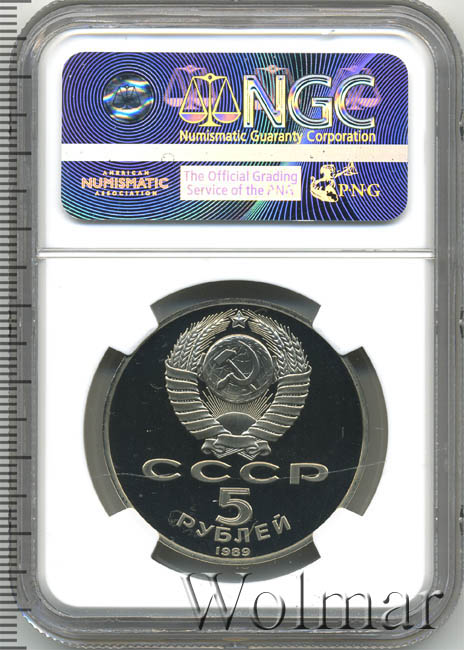 NGC
Numismatic Guaranty Corporation
AMERICAN
NUMISMATIC
ASSOCIATION
The Official Grading
Service of the PNG
PNG
СССР
5
РУБЛЕЙ
1989
Wolmar